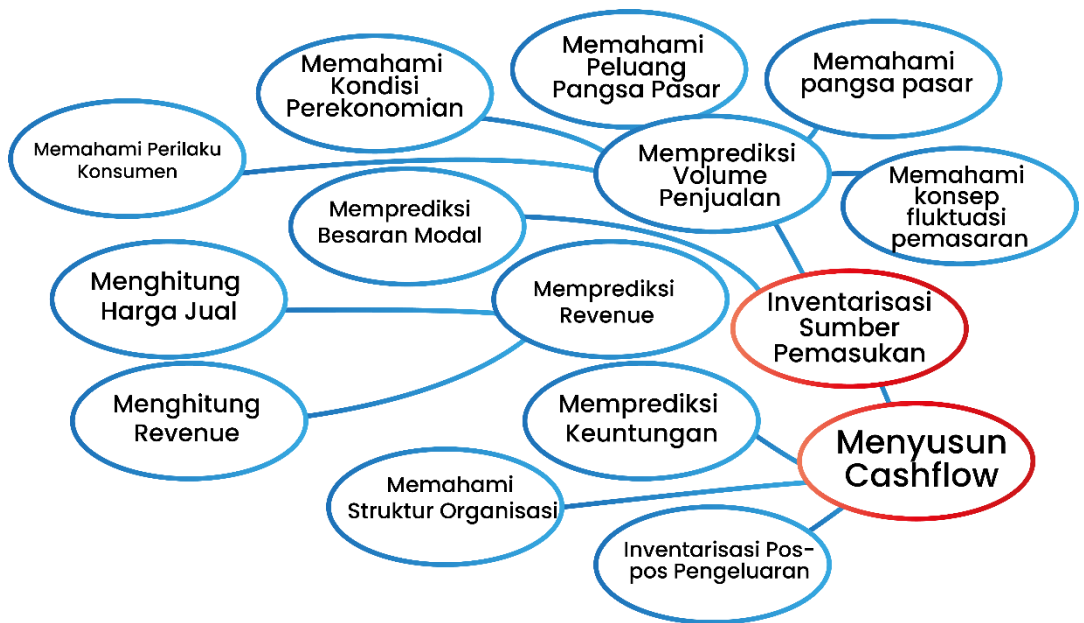 Memahami
Kondisi
Perekonomian
Memahami
Peluang
Pangsa Pasar
Memahami
pangsa pasar
Memahami Perilaku
Konsumen
Memprediksi
Volume
Penjualan
Memahami
konsep
fluktuasi
pemasaran
Memprediksi
Besaran Modal
Menghitung
Harga Jual
Memprediksi
Revenue
Inventarisasi
Sumber
Pemasukan
Menghitung
Revenue
Memprediksi
Keuntungan
Menyusun
Cashflow
Memahami
Struktur Organisasi
Inventarisasi Pos-
pos Pengeluaran